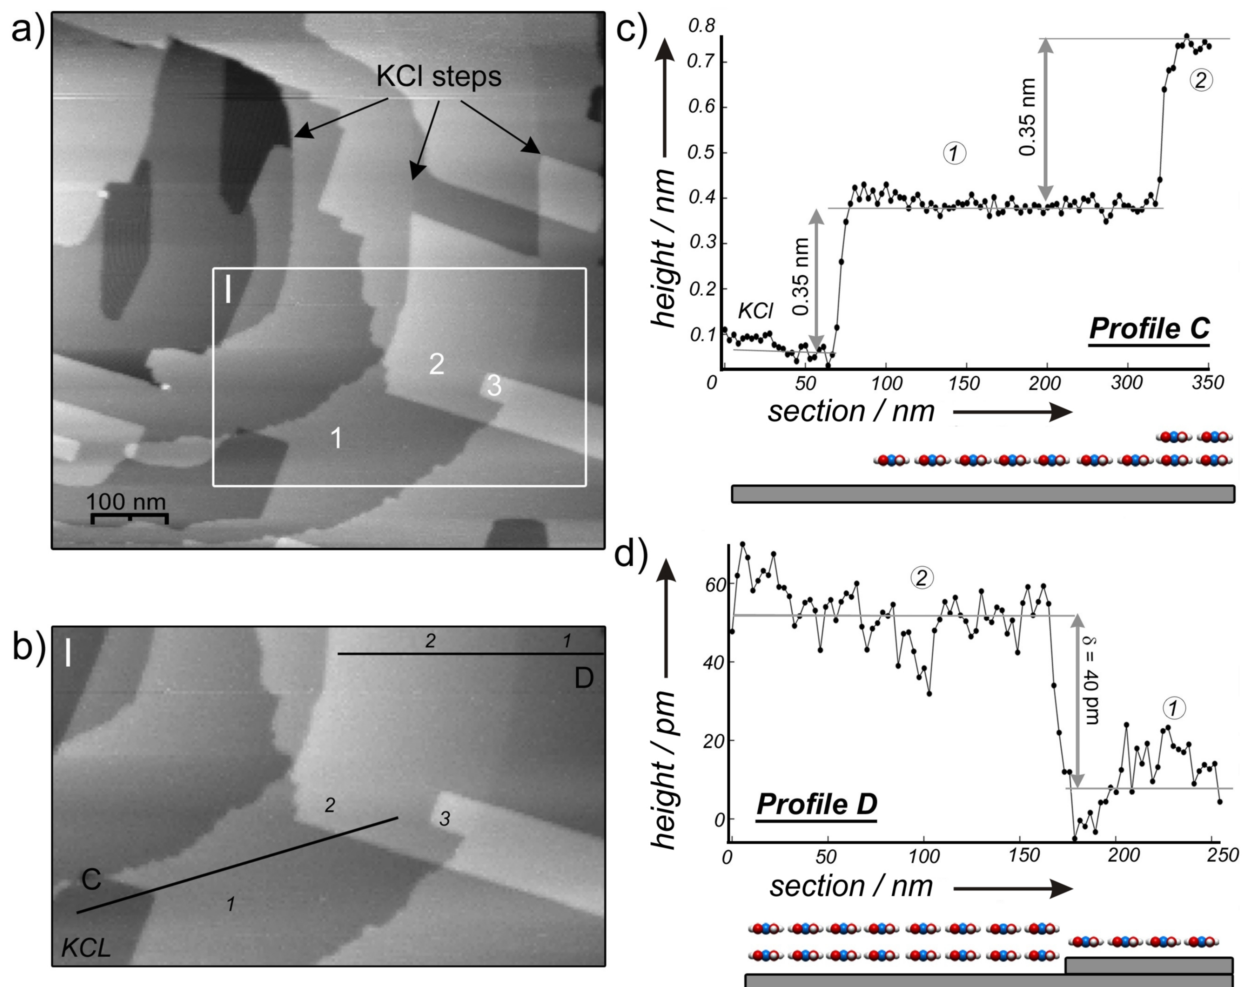 a)
KCl steps
I
2
3
1
100 nm
b)
I
2
1
D
2
3
C
1
KCL
c)
0.8
0.7
0.6
0.5
0.4
0.3
0.2
0.1
height / nm
0.35 nm
2
1
0.35 nm
KCl
Profile C
0
50
100
150
200
250
300
350
section / nm
d)
60
40
20
0
height / pm
2
δ = 40 pm
1
Profile D
0
50
100
150
200
250
section / nm